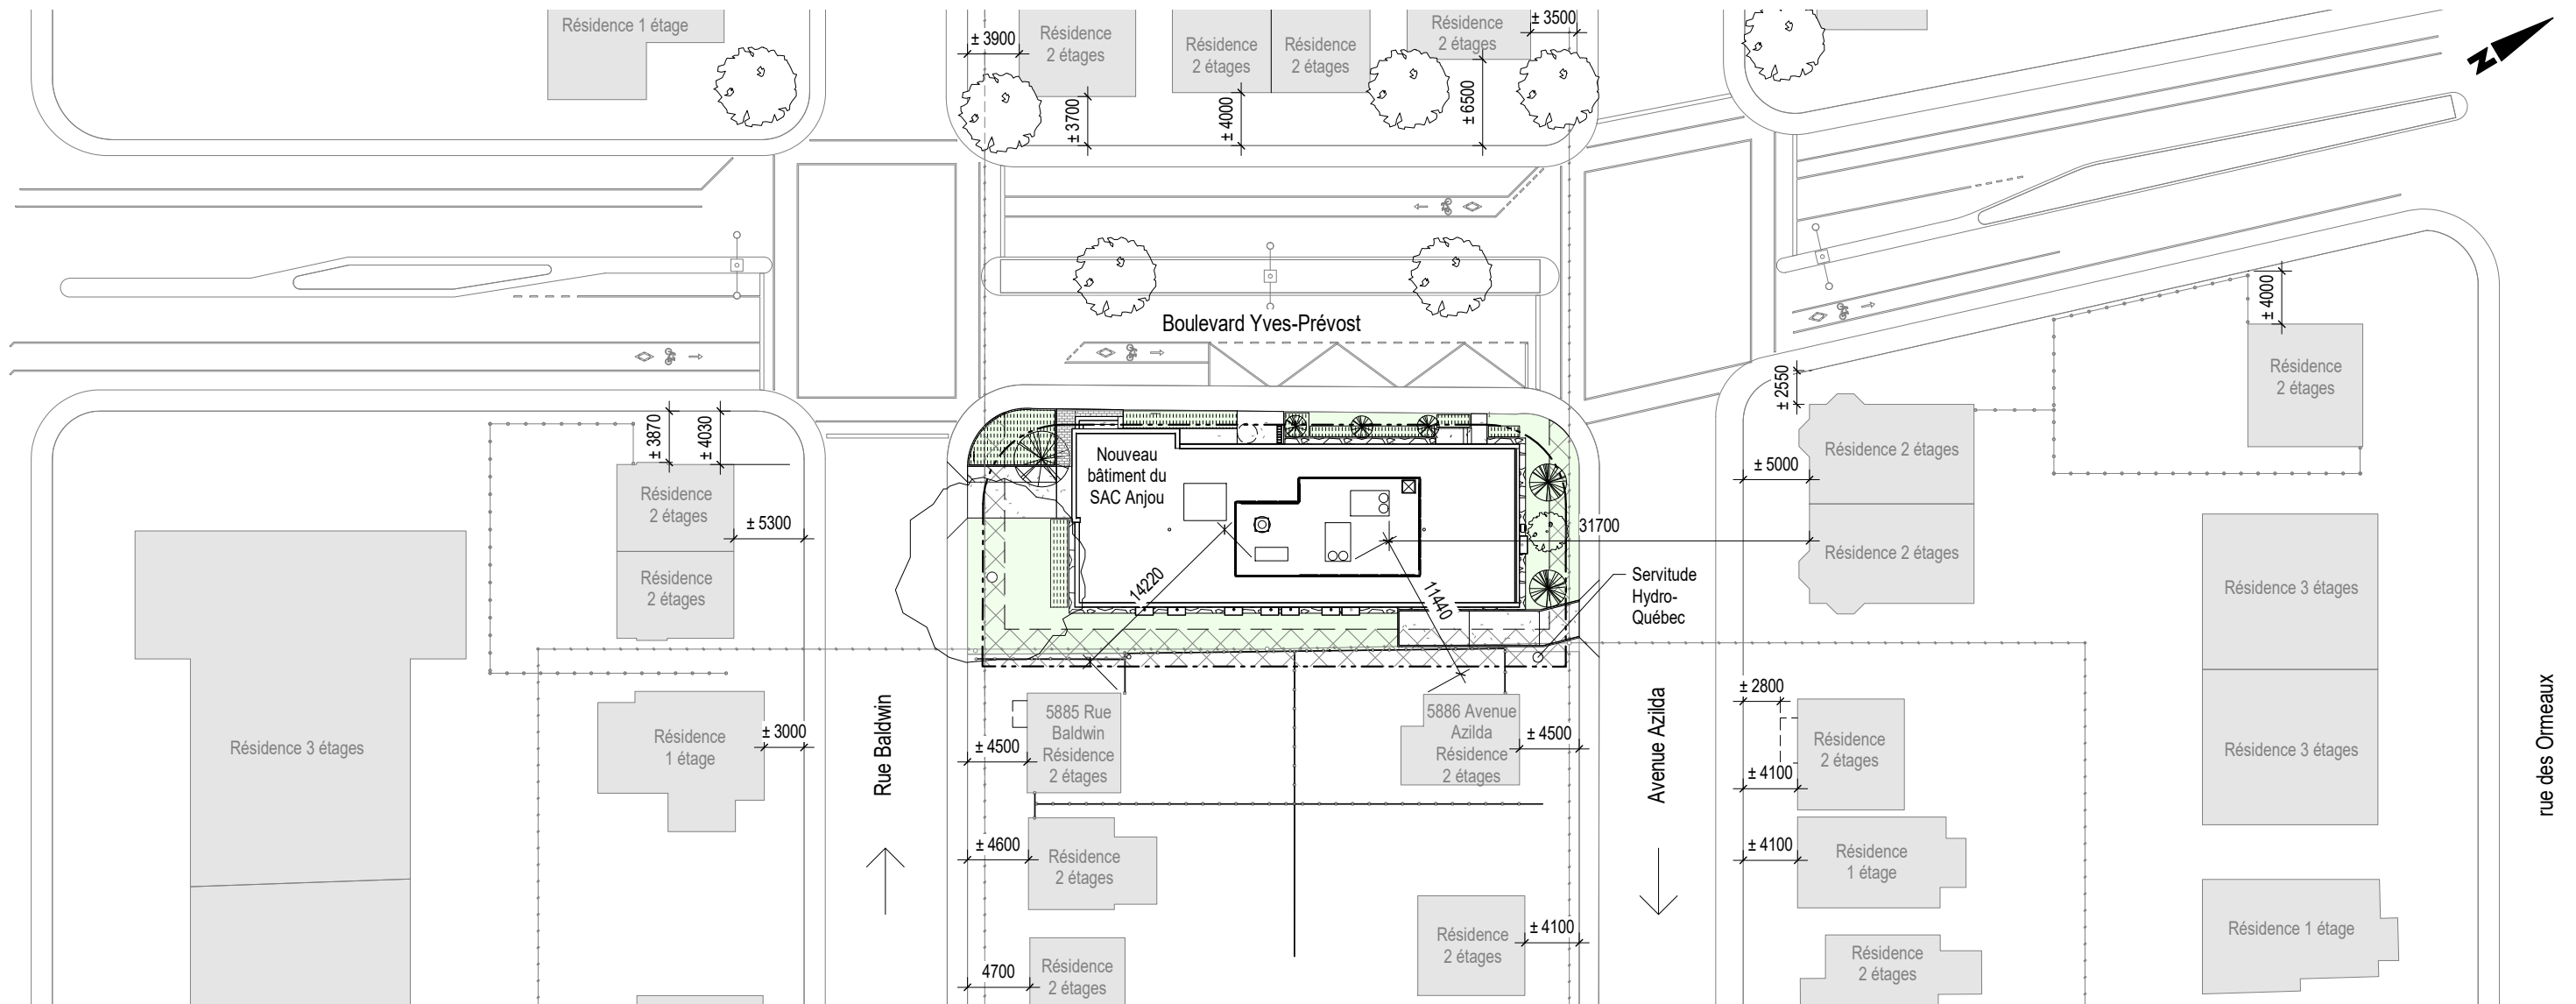 Résidence 1 étage
± 3900
Résidence
2 étages
Résidence
2 étages
Résidence
2 étages
Résidence
2 étages
± 3500
N
± 3700
± 4000
± 6500
Boulevard Yves-Prévost
± 4000
Résidence
2 étages
± 2550
± 3870
± 4030
Nouveau
bâtiment du
SAC Anjou
Résidence 2 étages
± 5000
Résidence
2 étages
± 5300
31700
Résidence 2 étages
Résidence
2 étages
14220
11440
Servitude
Hydro-
Québec
Résidence 3 étages
± 2800
Résidence 3 étages
Rue Baldwin
Avenue Azilda
rue des Ormeaux
Résidence 3 étages
Résidence
1 étage
± 3000
± 4500
5885 Rue
Baldwin
Résidence
2 étages
5886 Avenue
Azilda
Résidence
2 étages
± 4500
Résidence
2 étages
± 4100
± 4600
Résidence
2 étages
± 4100
Résidence
1 étage
Résidence
2 étages
± 4100
Résidence 1 étage
4700
Résidence
2 étages
Résidence
2 étages